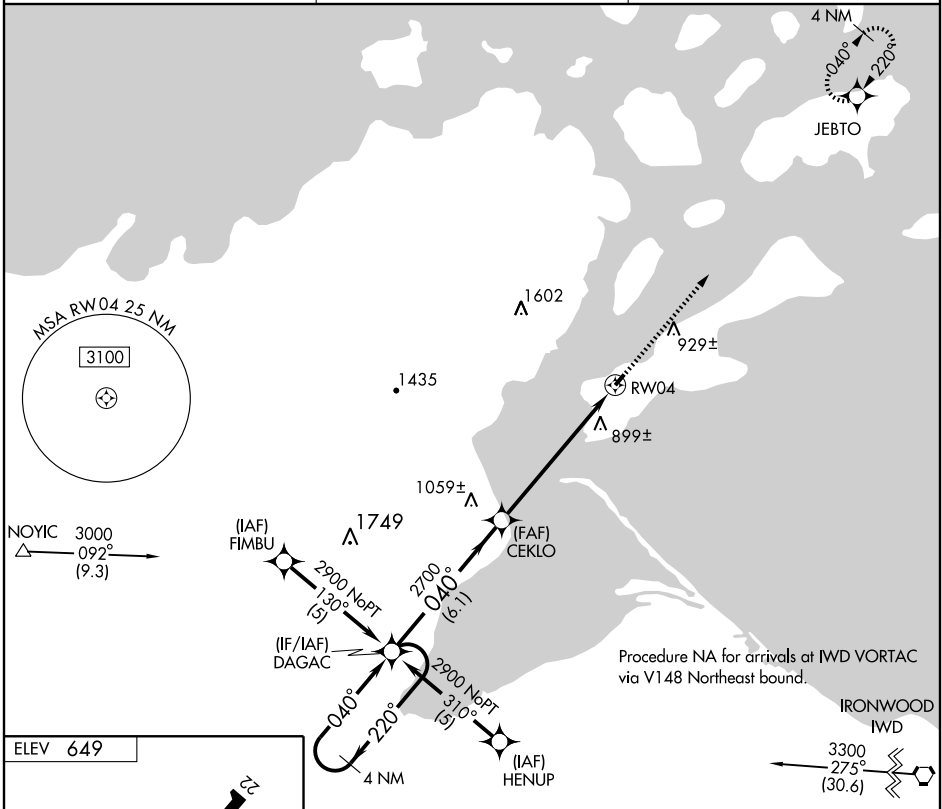 4 NM
040°
220°
JEBTO
1602
MSA RW04 25 NM
3100
929±
1435
RW04
899±
1059±
NOYIC
3000
092°
(9.3)
(IAF)
FIMBU
1749
(FAF)
CEKLO
2900 NoPT
130°
(5)
2700
040°
(6.1)
(IF/IAF)
DAGAC
2900 NoPT
310°
(5)
Procedure NA for arrivals at IWD VORTAC
via V148 Northeast bound.
040°
220°
IRONWOOD
IWD
ELEV 649
(IAF)
HENUP
3300
275°
(30.6)
4 NM
22